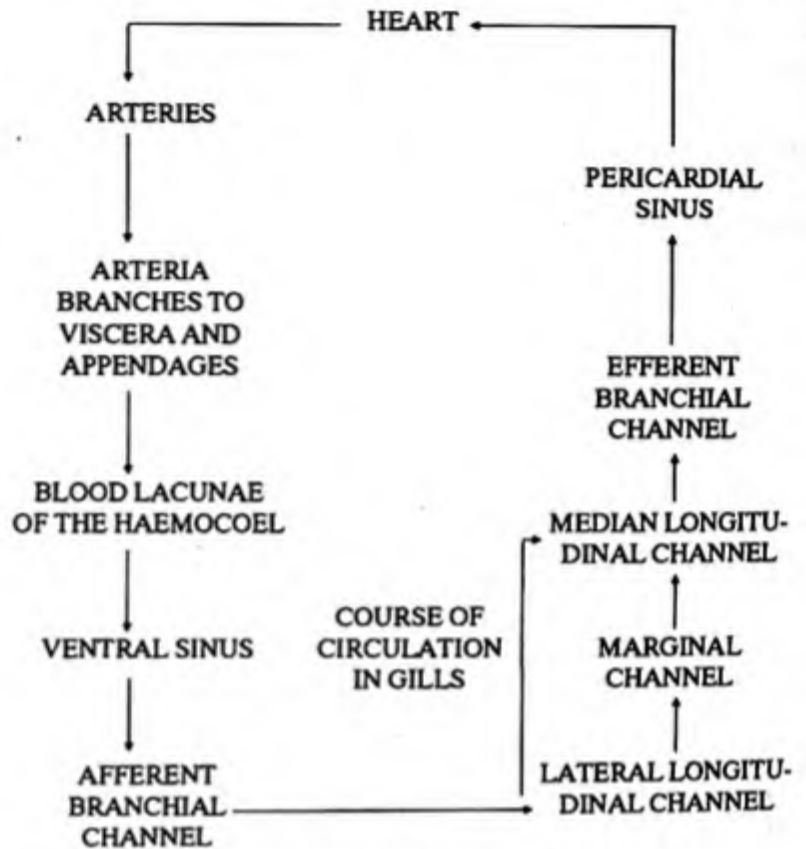 HEART
ARTERIES
ARTERIA
BRANCHES TO
VISCERA AND
APPENDAGES
BLOOD LACUNAE
OF THE HAEMOCOEL
VENTRAL SINUS
AFFERENT
BRANCHIAL
CHANNEL
COURSE OF
CIRCULATION
IN GILLS
LATERAL LONGITU-
DINAL CHANNEL
MARGINAL
CHANNEL
MEDIAN LONGITU-
DINAL CHANNEL
EFFERENT
BRANCHIAL
CHANNEL
PERICARDIAL
SINUS